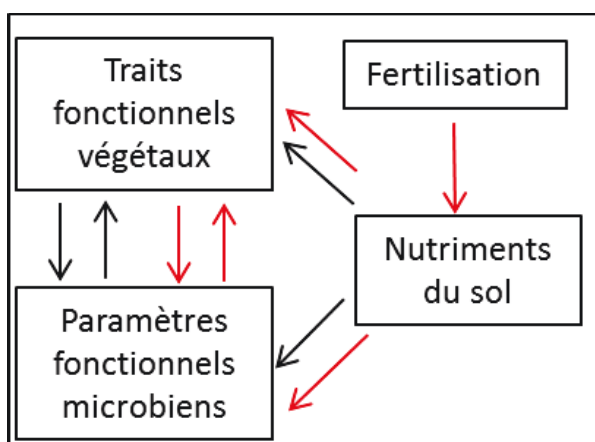 Traits
fonctionnels
végétaux
Fertilisation
Nutriments
du sol
Paramètres
fonctionnels
microbiens